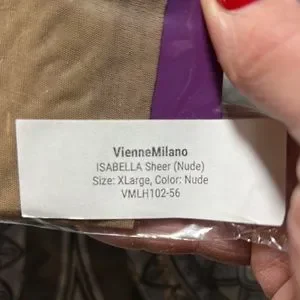 VienneMilano
ISABELLA Sheer (Nude)
Size: XLarge, Color: Nude
VMLH102-56